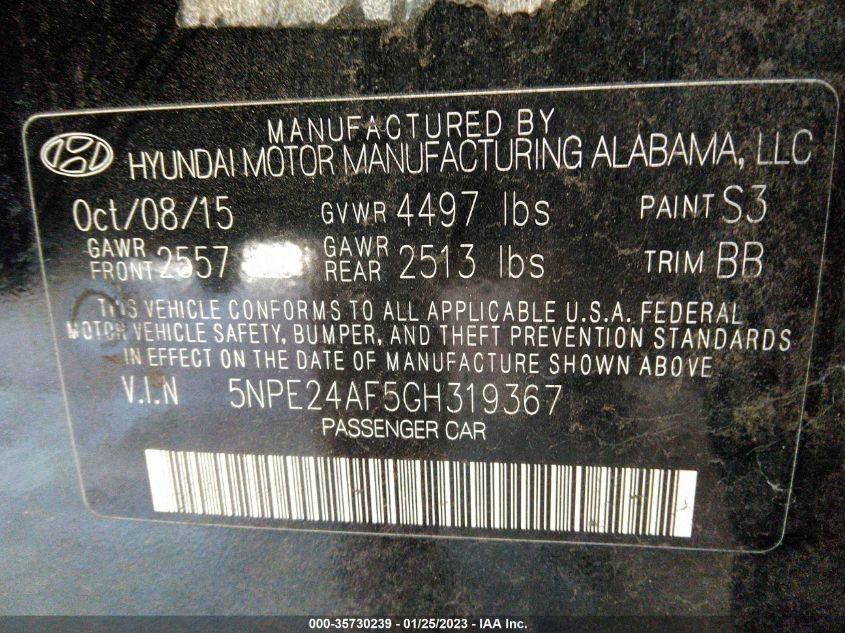 MANUFACTURED BY
HYUNDAI MOTOR MANUFACTURING ALABAMA, LLC
Oct/08/15 GVWR 4497 lbs PAINT S3
GAWR FRONT 2557 GAWR REAR 2513 lbs TRIM BB
THIS VEHICLE CONFORMS TO ALL APPLICABLE U.S.A. FEDERAL
MOTOR VEHICLE SAFETY, BUMPER, AND THEFT PREVENTION STANDARDS
IN EFFECT ON THE DATE OF MANUFACTURE SHOWN ABOVE
V.I.N 5NPE24AF5GH319367
PASSENGER CAR
000-35730239 - 01/25/2023 - IAA Inc.